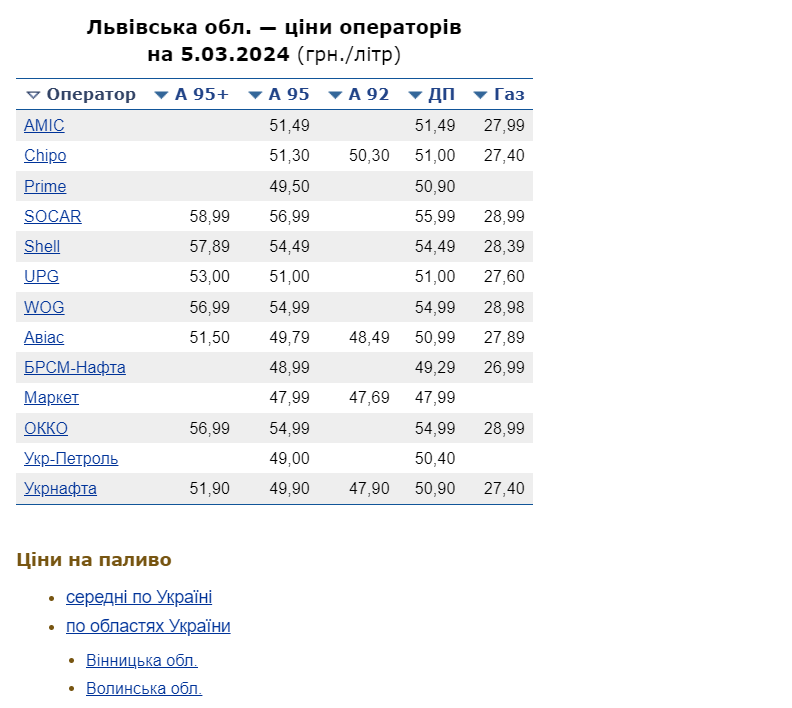 Львівська обл. — ціни операторів
на 5.03.2024 (грн./літр)
Оператор А 95+ А 95 А 92 ДП Газ
AMIC 51,49 51,49 27,99
Chipo 51,30 50,30 51,00 27,40
Prime 49,50 50,90
SOCAR 58,99 56,99 55,99 28,99
Shell 57,89 54,49 54,49 28,39
UPG 53,00 51,00 51,00 27,60
WOG 56,99 54,99 54,99 28,98
Авіас 51,50 49,79 48,49 50,99 27,89
БРСМ-Нафта 48,99 49,29 26,99
Маркет 47,99 47,69 47,99
ОККО 56,99 54,99 54,99 28,99
Укр-Петроль 49,00 50,40
Укрнафта 51,90 49,90 47,90 50,90 27,40
Ціни на паливо
середні по Україні
по областях України
Вінницька обл.
Волинська обл.